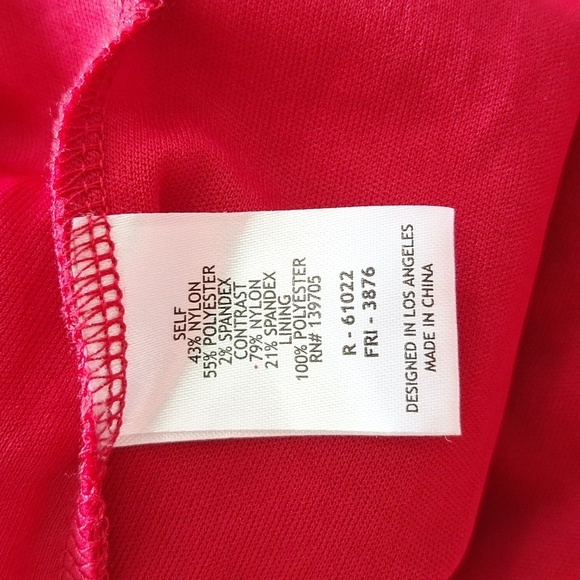 SELF
43% NYLON
55% POLYESTER
2% SPANDEX
CONTRAST
79% NYLON
21% SPANDEX
LINING
100% POLYESTER
RN# 139705
R - 61022
FRI - 3876
DESIGNED IN LOS ANGELES
MADE IN CHINA